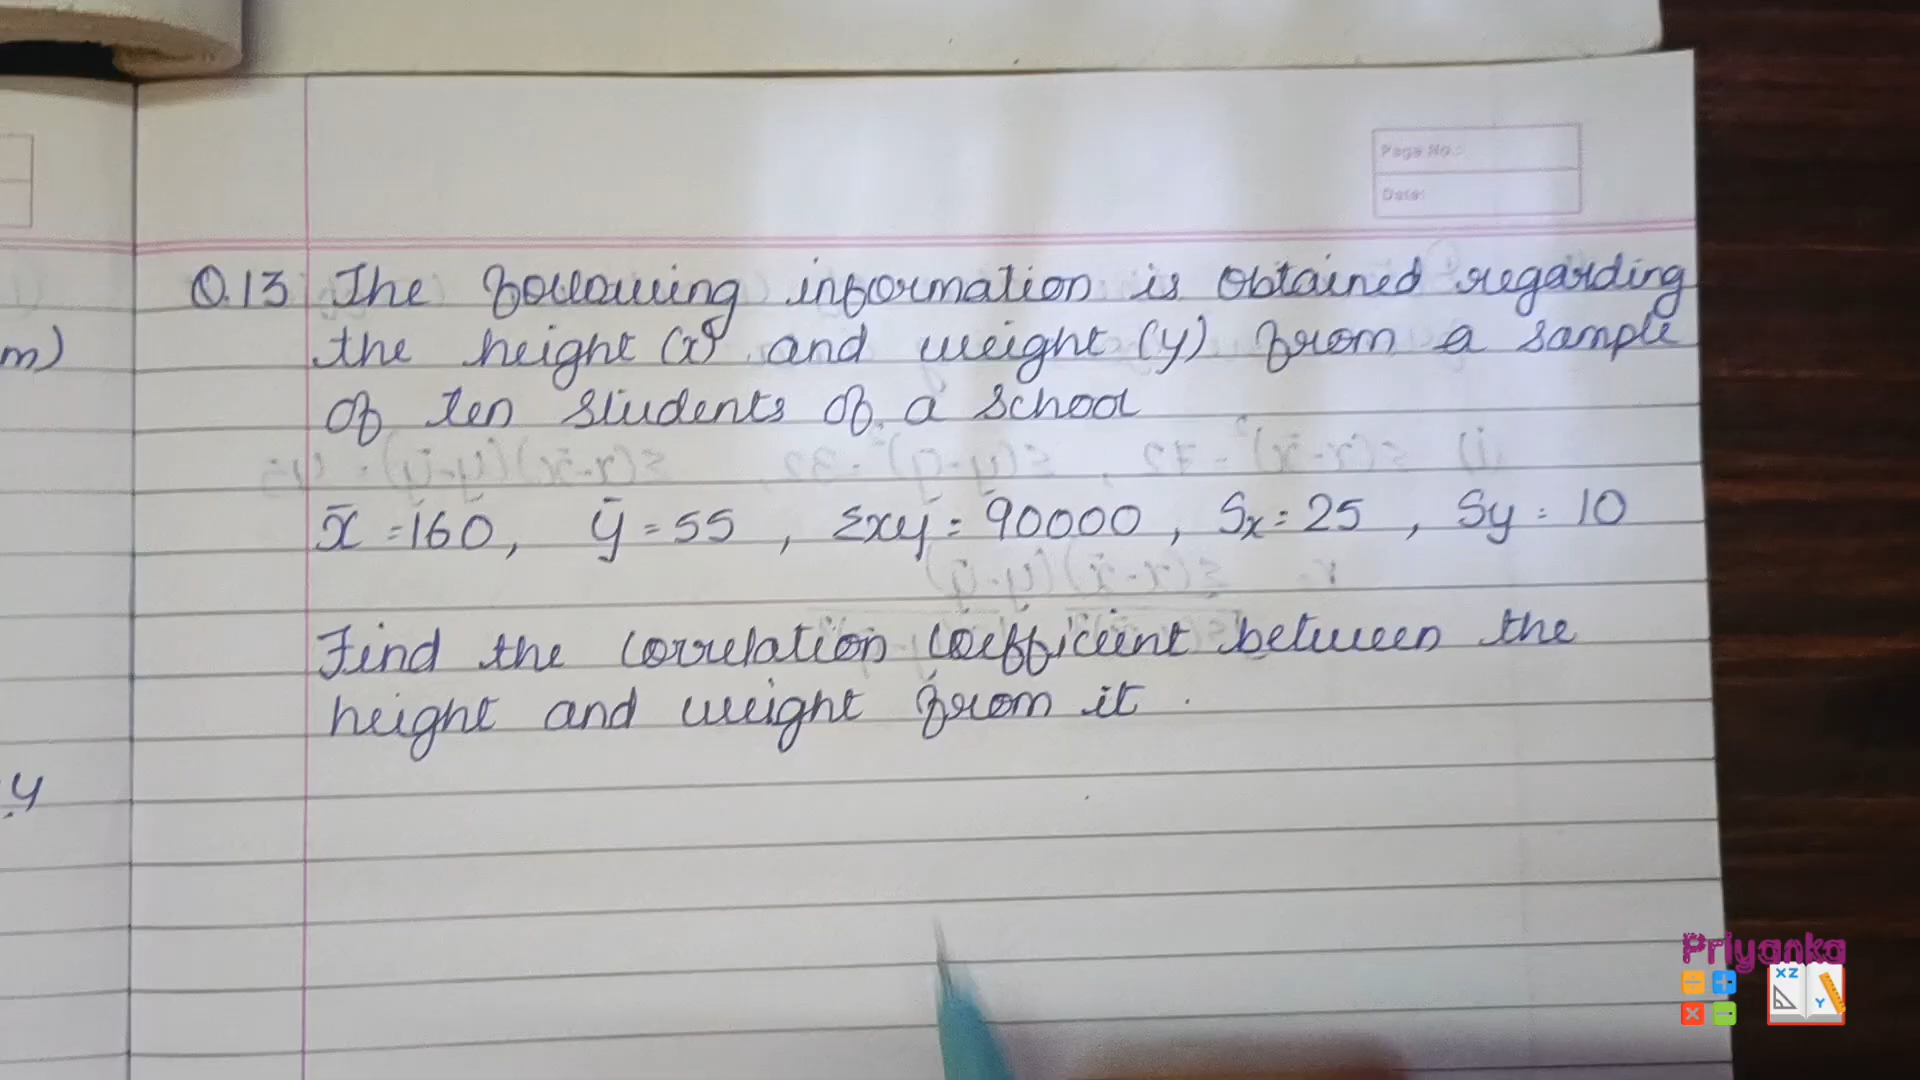 Page No.:
Date:
Q.13 The following information is obtained regarding
the height (x) and weight (y) from a sample
m)
of ten students of a school
x̄ = 160, ȳ = 55, Σxy = 90000, Sx = 25, Sy = 10
Find the correlation coefficient between the
height and weight from it.
y
Priyanka
XZ
Y